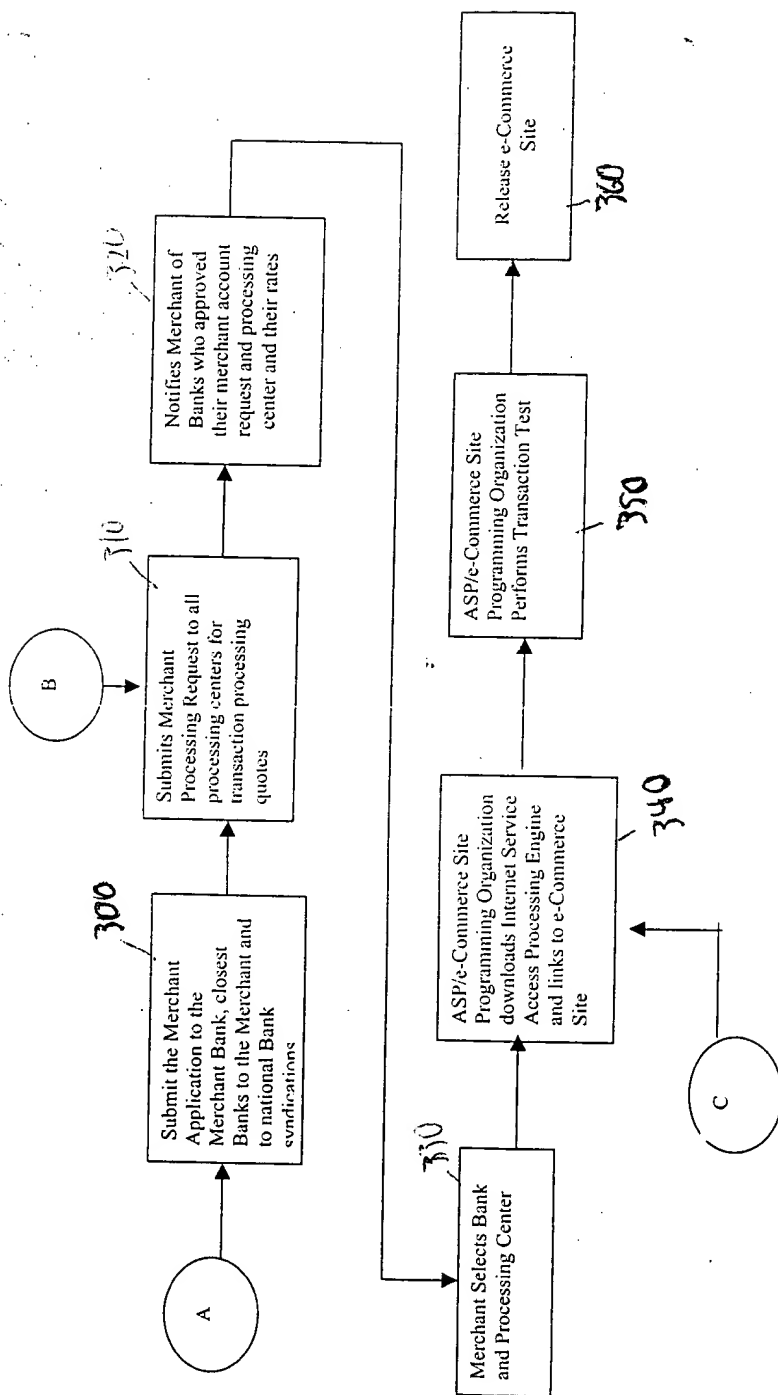 A
300
Submit the Merchant
Application to the
Merchant Bank, closest
Banks to the Merchant and
to national Bank
syndications
B
310
Submits Merchant
Processing Request to all
processing centers for
transaction processing
quotes
320
Notifies Merchant of
Banks who approved
their merchant account
request and processing
center and their rates
330
Merchant Selects Bank
and Processing Center
ASP/e-Commerce Site
Programming Organization
downloads Internet Service
Access Processing Engine
and links to e-Commerce
Site
340
C
ASP/e-Commerce Site
Programming Organization
Performs Transaction Test
350
Release e-Commerce
Site
360